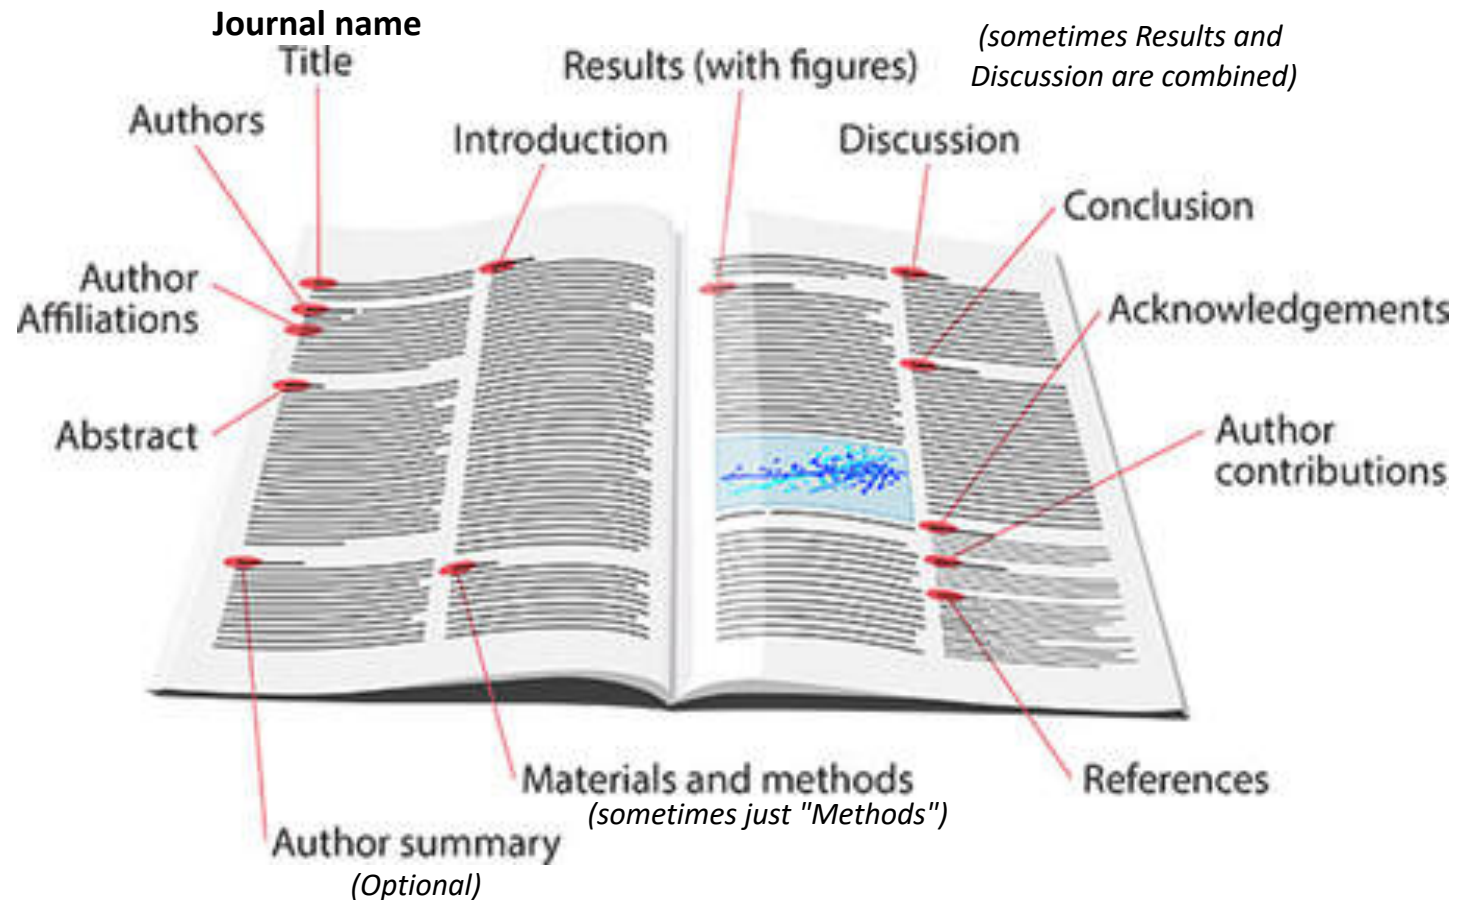 Journal name
Title
(sometimes Results and
Discussion are combined)
Results (with figures)
Authors
Introduction
Discussion
Conclusion
Author
Affiliations
Acknowledgements
Abstract
Author
contributions
Materials and methods
(sometimes just "Methods")
References
Author summary
(Optional)